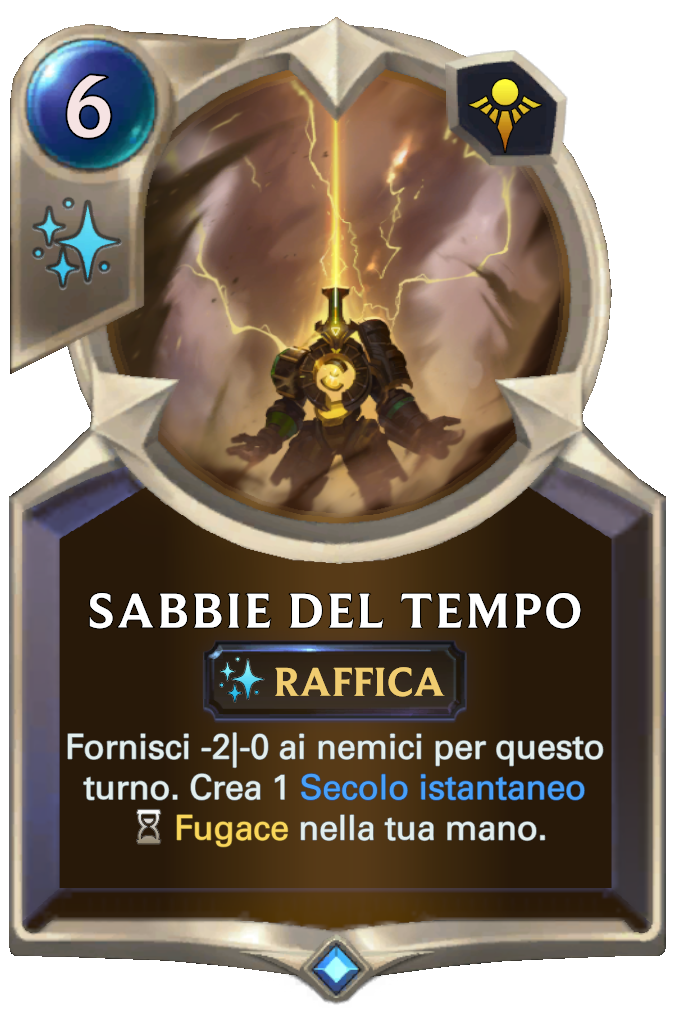 6
SABBIE DEL TEMPO
RAFFICA
Fornisci -2|-0 ai nemici per questo
turno. Crea 1 Secolo istantaneo
Fugace nella tua mano.